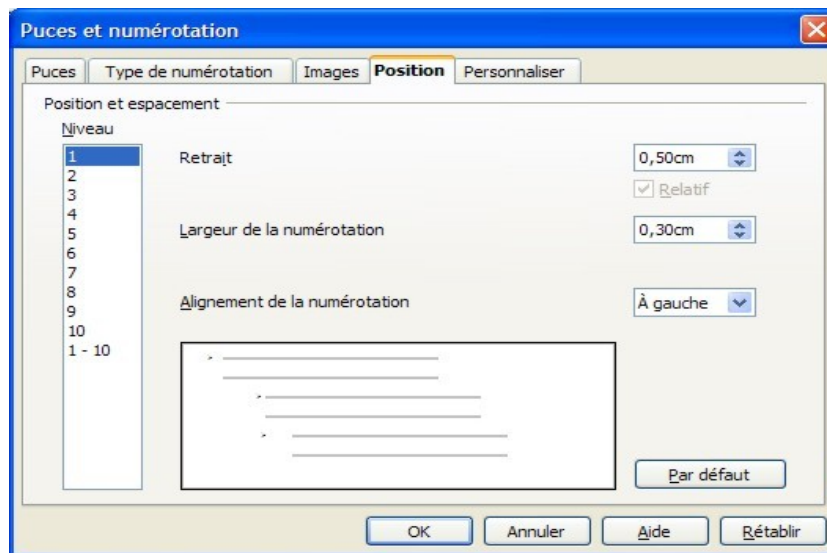 Puces et numérotation
Puces Type de numérotation Images Position Personnaliser
Position et espacement
Niveau
1
2
3
4
5
6
7
8
9
10
1 - 10
Retrait 0,50cm
Relatif
Largeur de la numérotation 0,30cm
Alignement de la numérotation À gauche
Par défaut
OK Annuler Aide Rétablir